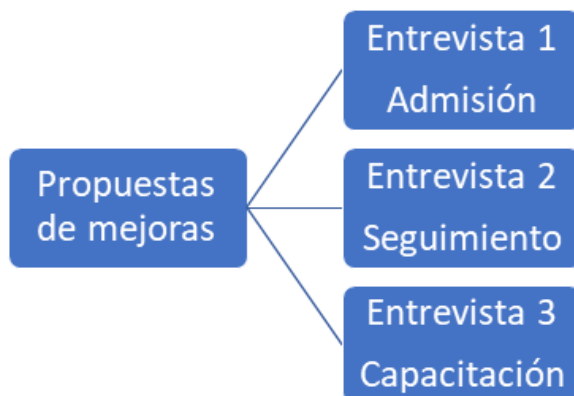 Propuestas
de mejoras
Entrevista 1
Admisión
Entrevista 2
Seguimiento
Entrevista 3
Capacitación